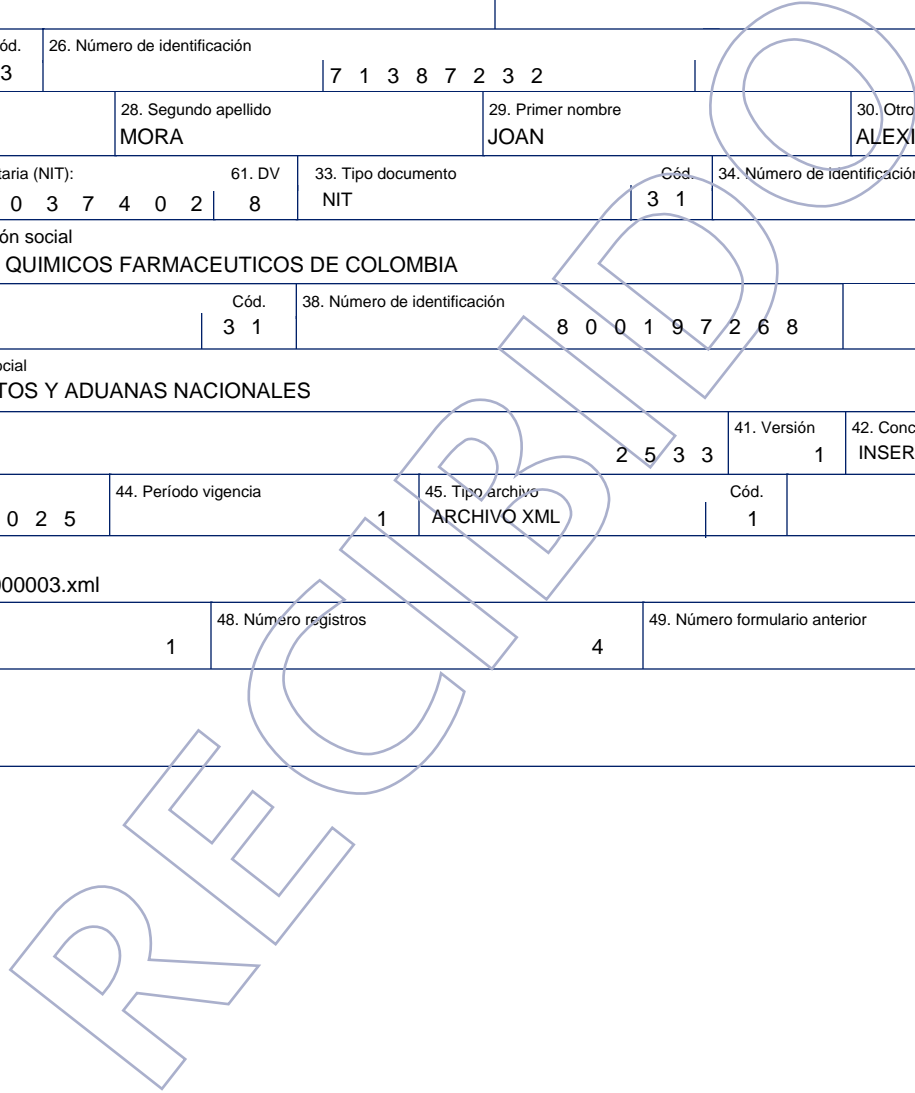 ód. 26. Número de identificación
3 7 1 3 8 7 2 3 2
28. Segundo apellido 29. Primer nombre 30. Otro
MORA JOAN ALEXI
taria (NIT): 61. DV 33. Tipo documento Cód. 34. Número de identificación
0 3 7 4 0 2 8 NIT 3 1
ón social
QUIMICOS FARMACEUTICOS DE COLOMBIA
Cód. 38. Número de identificación
3 1 8 0 0 1 9 7 2 6 8
ocial
TOS Y ADUANAS NACIONALES
41. Versión 42. Conc
2 5 3 3 1 INSER
44. Período vigencia 45. Tipo archivo Cód.
0 2 5 1 ARCHIVO XML 1
000003.xml
48. Número registros 49. Número formulario anterior
1 4
RECIBIDO